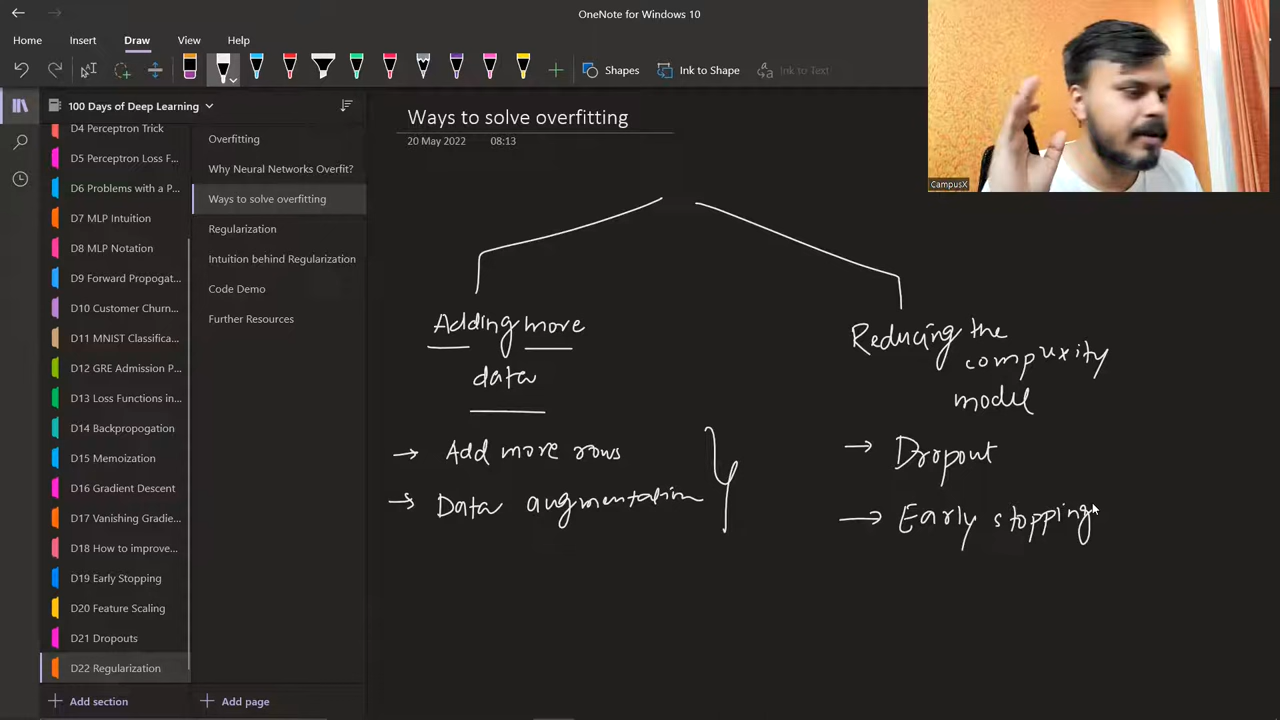 OneNote for Windows 10
Home Insert Draw View Help
Shapes
Ink to Shape
Ink to Text
100 Days of Deep Learning
D4 Perceptron Trick
D5 Perceptron Loss F...
D6 Problems with a P...
D7 MLP Intuition
D8 MLP Notation
D9 Forward Propogat...
D10 Customer Churn...
D11 MNIST Classifica...
D12 GRE Admission P...
D13 Loss Functions in...
D14 Backpropogation
D15 Memoization
D16 Gradient Descent
D17 Vanishing Gradie...
D18 How to improve...
D19 Early Stopping
D20 Feature Scaling
D21 Dropouts
D22 Regularization
Add section
Overfitting
Why Neural Networks Overfit?
Ways to solve overfitting
Regularization
Intuition behind Regularization
Code Demo
Further Resources
Add page
Ways to solve overfitting
20 May 2022 08:13
Adding more
data
→ Add more rows
→ Data augmentation
Reducing the
compuxity
model
→ Dropout
→ Early stopping
CampusX